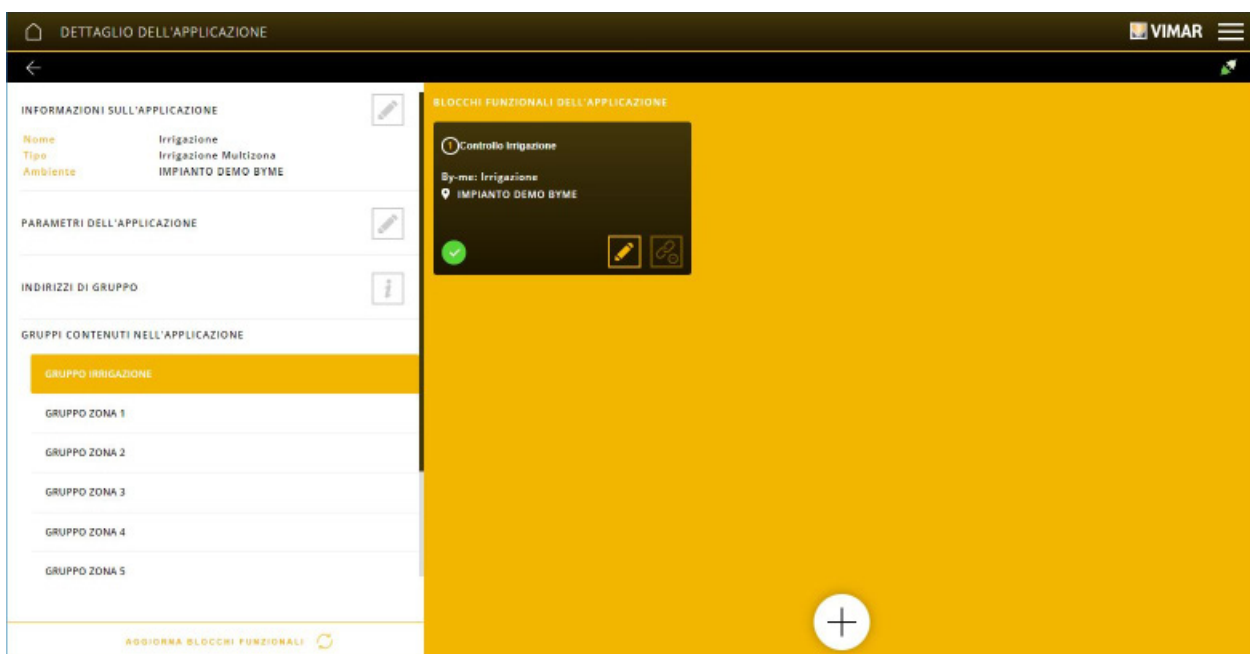 DETTAGLIO DELL'APPLICAZIONE
VIMAR
INFORMAZIONI SULL'APPLICAZIONE
Nome Irrigazione
Tipo Irrigazione Multizona
Ambiente IMPIANTO DEMO BYME
PARAMETRI DELL'APPLICAZIONE
INDIRIZZI DI GRUPPO
i
GRUPPI CONTENUTI NELL'APPLICAZIONE
GRUPPO IRRIGAZIONE
GRUPPO ZONA 1
GRUPPO ZONA 2
GRUPPO ZONA 3
GRUPPO ZONA 4
GRUPPO ZONA 5
AGGIORNA BLOCCHI FUNZIONALI
BLOCCHI FUNZIONALI DELL'APPLICAZIONE
1 Controllo Irrigazione
By-me: Irrigazione
IMPIANTO DEMO BYME